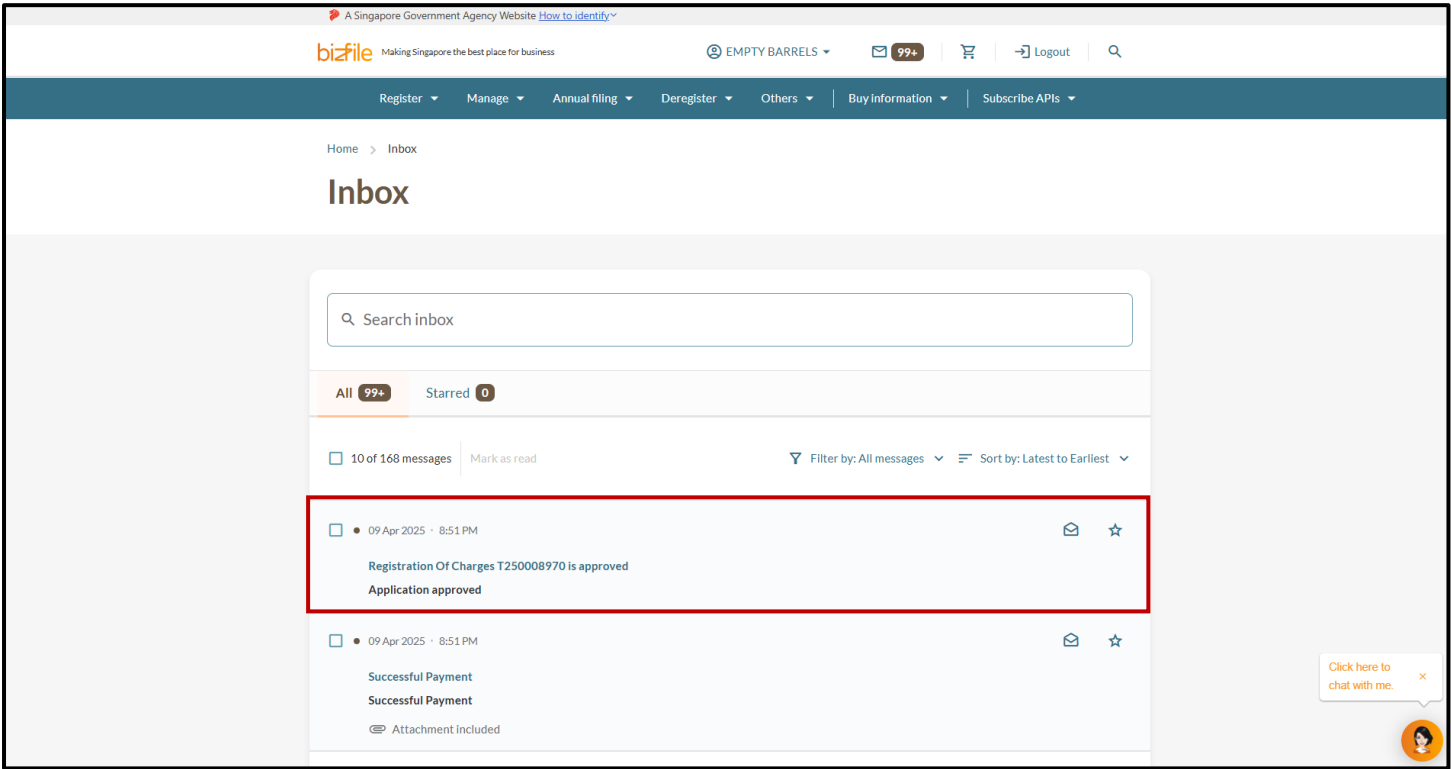 A Singapore Government Agency Website How to identify
bizfile Making Singapore the best place for business EMPTY BARRELS 99+ Logout
Register Manage Annual filing Deregister Others Buy information Subscribe APIs
Home > Inbox
Inbox
Search inbox
All 99+ Starred 0
10 of 168 messages Mark as read Filter by: All messages Sort by: Latest to Earliest
09 Apr 2025 · 8:51 PM
Registration Of Charges T250008970 is approved
Application approved
09 Apr 2025 · 8:51 PM
Successful Payment
Successful Payment
Attachment included
Click here to
chat with me. ×